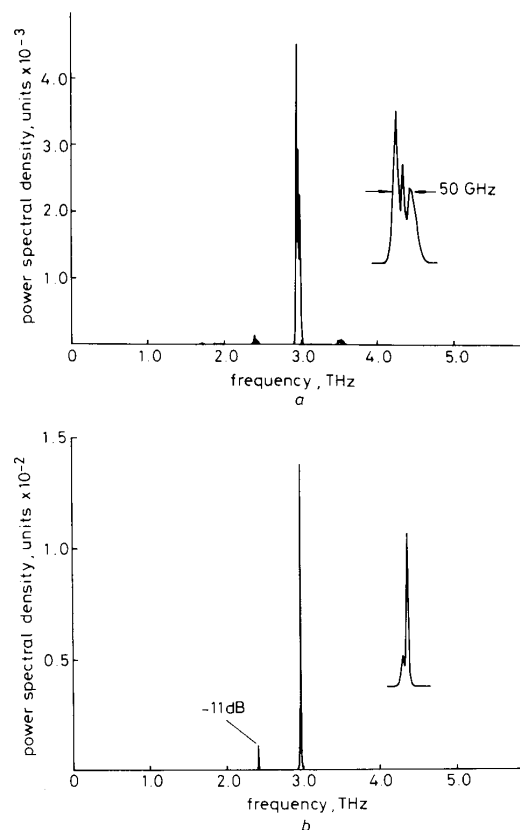 power spectral density, units x10⁻³
4.0
3.0
2.0
1.0
50 GHz
0 1.0 2.0 3.0 4.0 5.0
frequency, THz
a
power spectral density, units x10⁻²
1.5
1.0
0.5
-11dB
0 1.0 2.0 3.0 4.0 5.0
frequency, THz
b